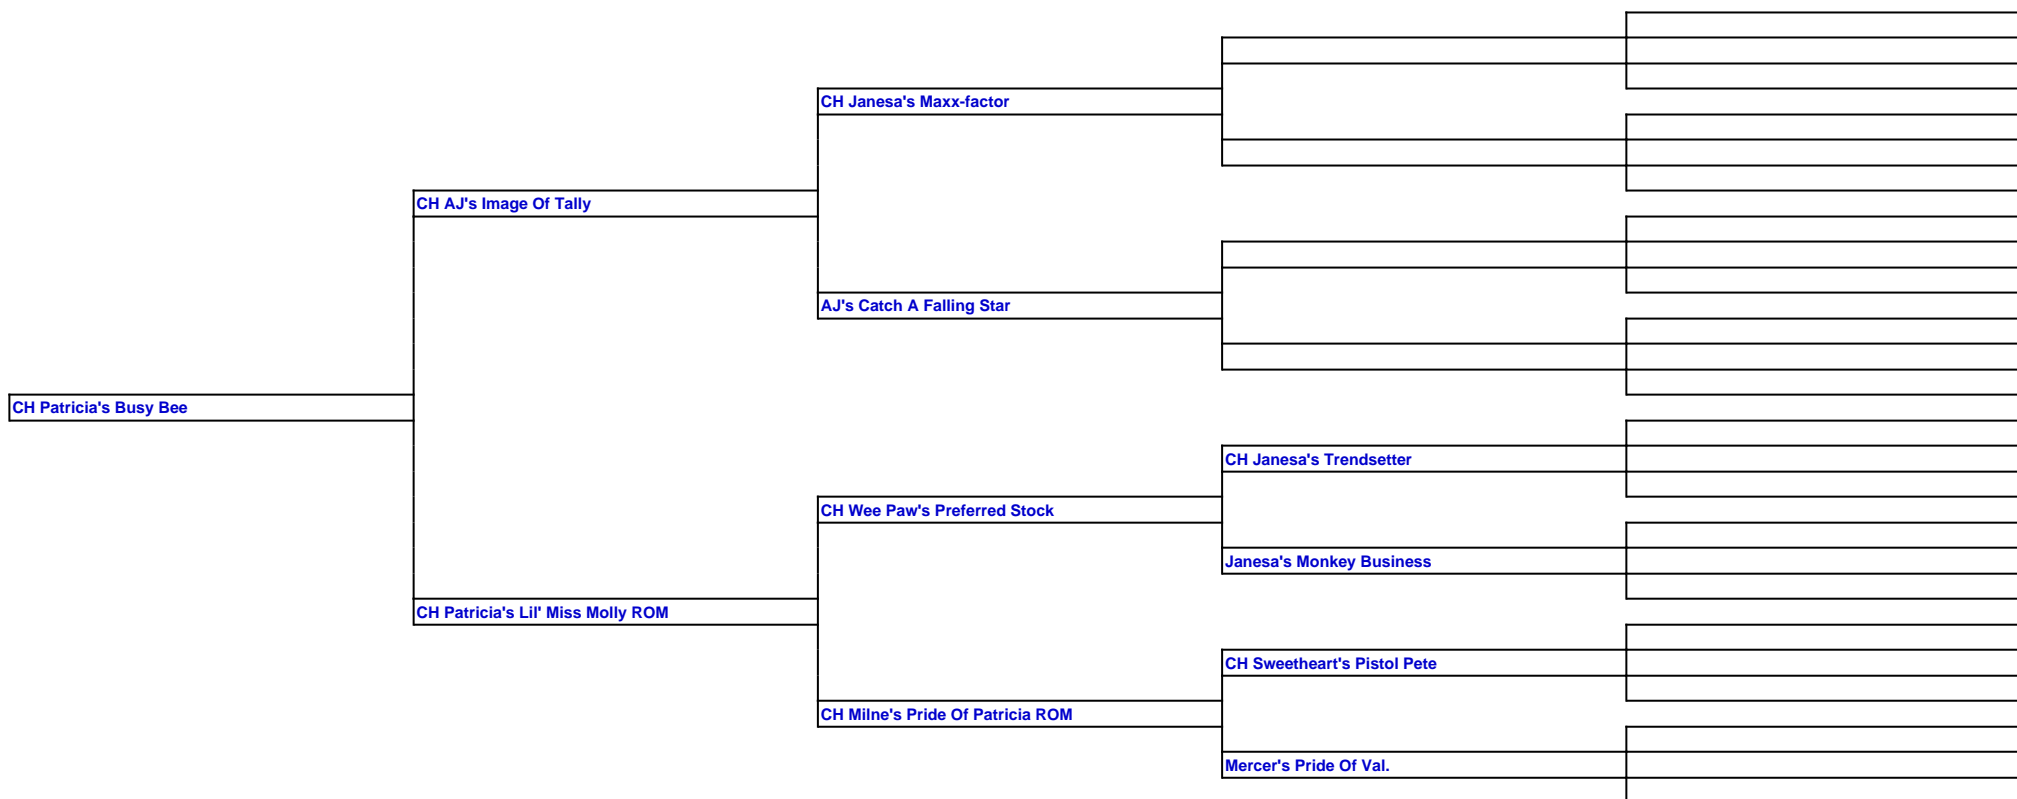 CH Janesa's Maxx-factor
CH AJ's Image Of Tally
AJ's Catch A Falling Star
CH Patricia's Busy Bee
CH Janesa's Trendsetter
CH Wee Paw's Preferred Stock
Janesa's Monkey Business
CH Patricia's Lil' Miss Molly ROM
CH Sweetheart's Pistol Pete
CH Milne's Pride Of Patricia ROM
Mercer's Pride Of Val.